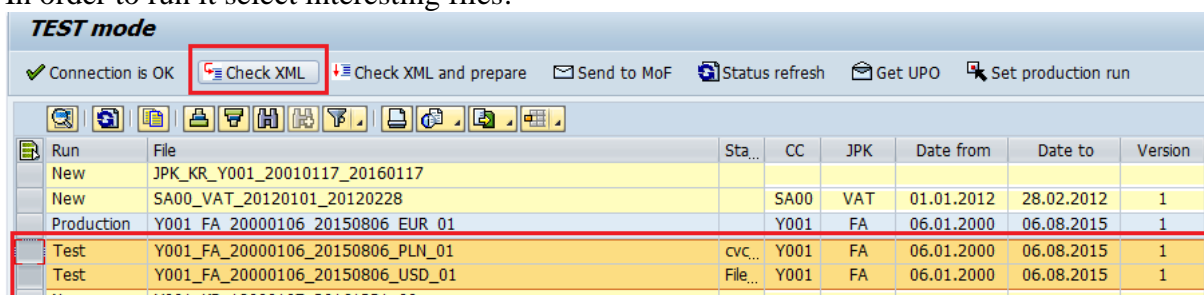 In order to run it select interesting files:
TEST mode
Connection is OK Check XML Check XML and prepare Send to MoF Status refresh Get UPO Set production run
Run File Sta... CC JPK Date from Date to Version
New JPK_KR_Y001_20010117_20160117
New SA00_VAT_20120101_20120228 SA00 VAT 01.01.2012 28.02.2012 1
Production Y001_FA_20000106_20150806_EUR_01 Y001 FA 06.01.2000 06.08.2015 1
Test Y001_FA_20000106_20150806_PLN_01 cvc... Y001 FA 06.01.2000 06.08.2015 1
Test Y001_FA_20000106_20150806_USD_01 File... Y001 FA 06.01.2000 06.08.2015 1